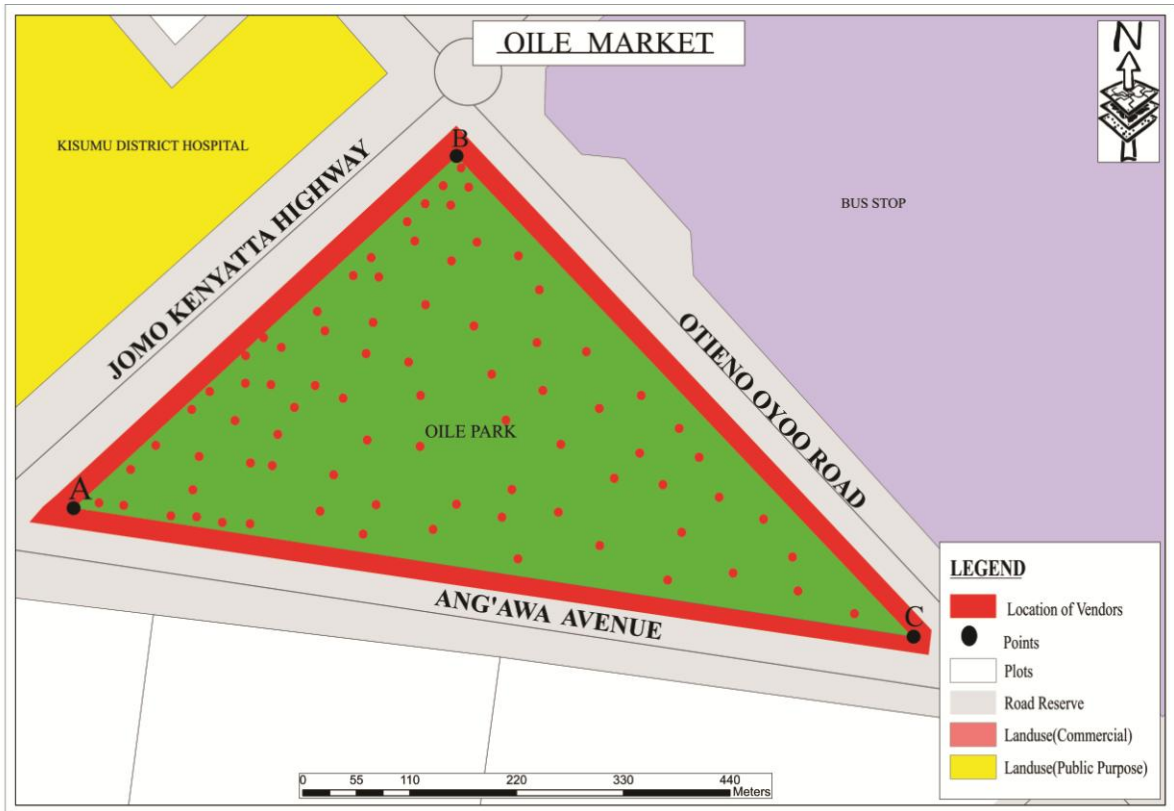 OILE MARKET
N
KISUMU DISTRICT HOSPITAL
JOMO KENYATTA HIGHWAY
B
BUS STOP
OTIENO OYOO ROAD
OILE PARK
A
C
ANG'AWA AVENUE
LEGEND
Location of Vendors
Points
Plots
Road Reserve
Landuse(Commercial)
Landuse(Public Purpose)
0 55 110 220 330 440
Meters